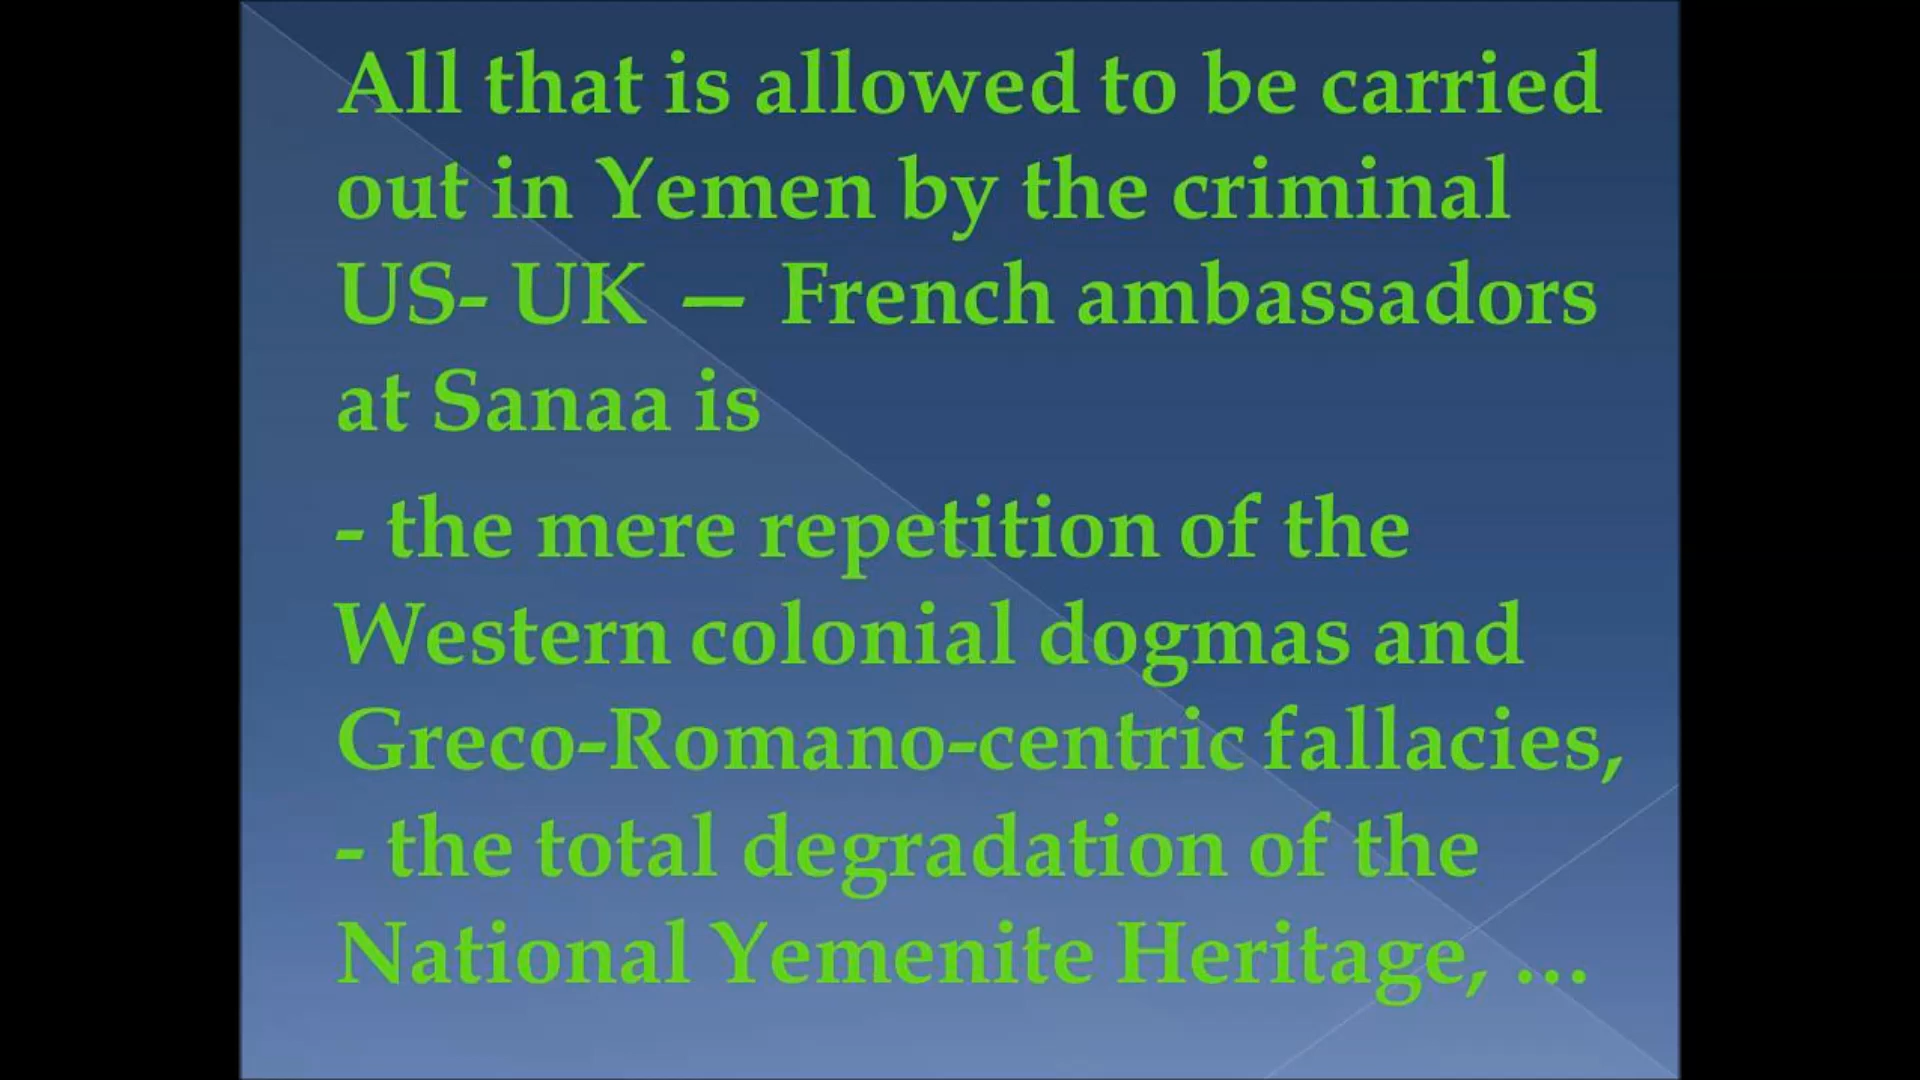 All that is allowed to be carried
out in Yemen by the criminal
US- UK — French ambassadors
at Sanaa is
- the mere repetition of the
Western colonial dogmas and
Greco-Romano-centric fallacies,
- the total degradation of the
National Yemenite Heritage, ...